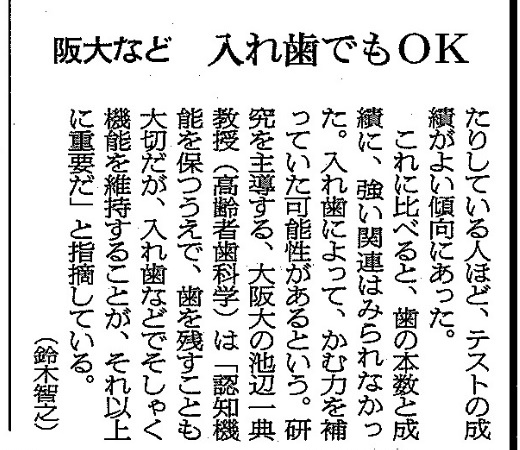 阪大など　入れ歯でもOK
たりしている人ほど、テストの成
績がよい傾向にあった。
　これに比べると、歯の本数と成
績に、強い関連はみられなかっ
た。入れ歯によって、かむ力を補
っていた可能性があるという。研
究を主導する、大阪大の池辺一典
教授（高齢者歯科学）は「認知機
能を保つうえで、歯を残すことも
大切だが、入れ歯などでそしゃく
機能を維持することが、それ以上
に重要だ」と指摘している。
（鈴木智之）